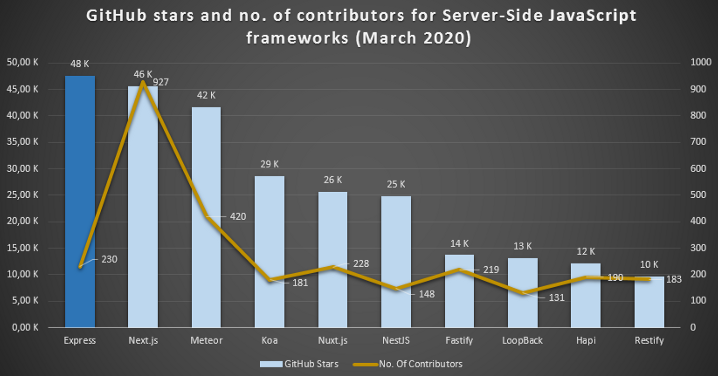 GitHub stars and no. of contributors for Server-Side JavaScript
frameworks (March 2020)
50,00 K
45,00 K
40,00 K
35,00 K
30,00 K
25,00 K
20,00 K
15,00 K
10,00 K
5,00 K
0,00 K
48 K
46 K
42 K
29 K
26 K
25 K
14 K
13 K
12 K
10 K
230
927
420
181
228
148
219
131
190
183
1000
900
800
700
600
500
400
300
200
100
0
Express Next.js Meteor Koa Nuxt.js NestJS Fastify LoopBack Hapi Restify
GitHub Stars No. Of Contributors